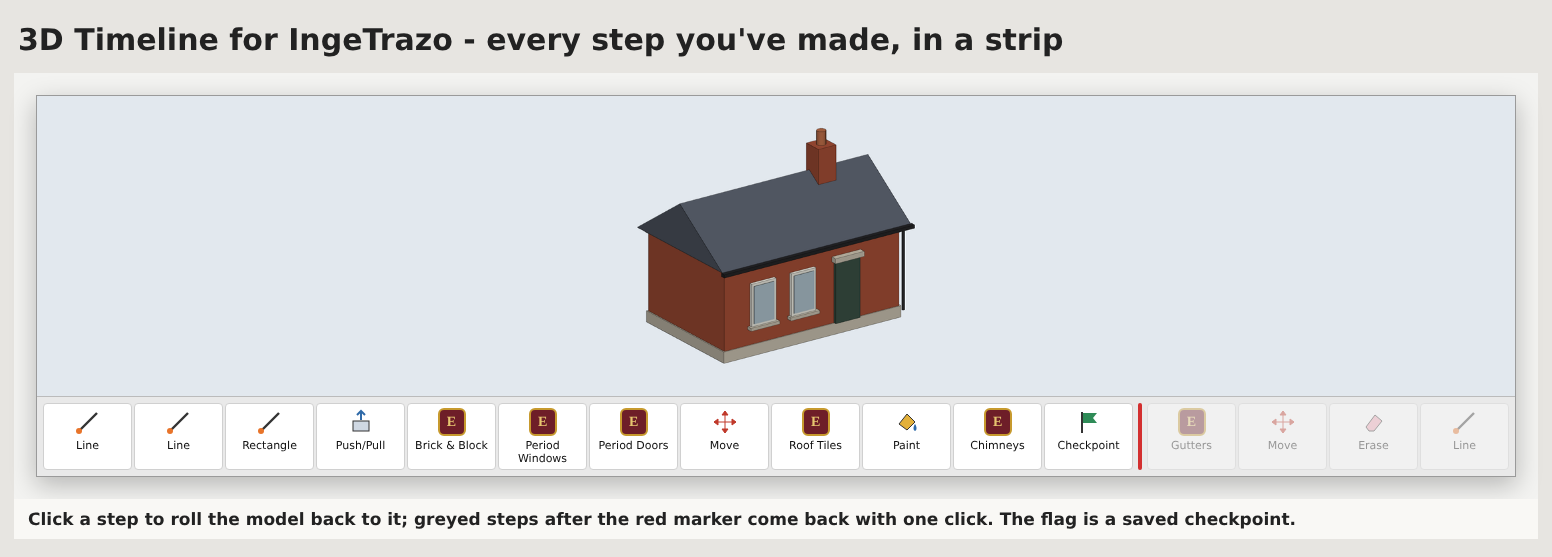 3D Timeline for IngeTrazo - every step you've made, in a strip
E E E E E E
Line Line Rectangle Push/Pull Brick & Block Period Windows Period Doors Move Roof Tiles Paint Chimneys Checkpoint Gutters Move Erase Line
Click a step to roll the model back to it; greyed steps after the red marker come back with one click. The flag is a saved checkpoint.